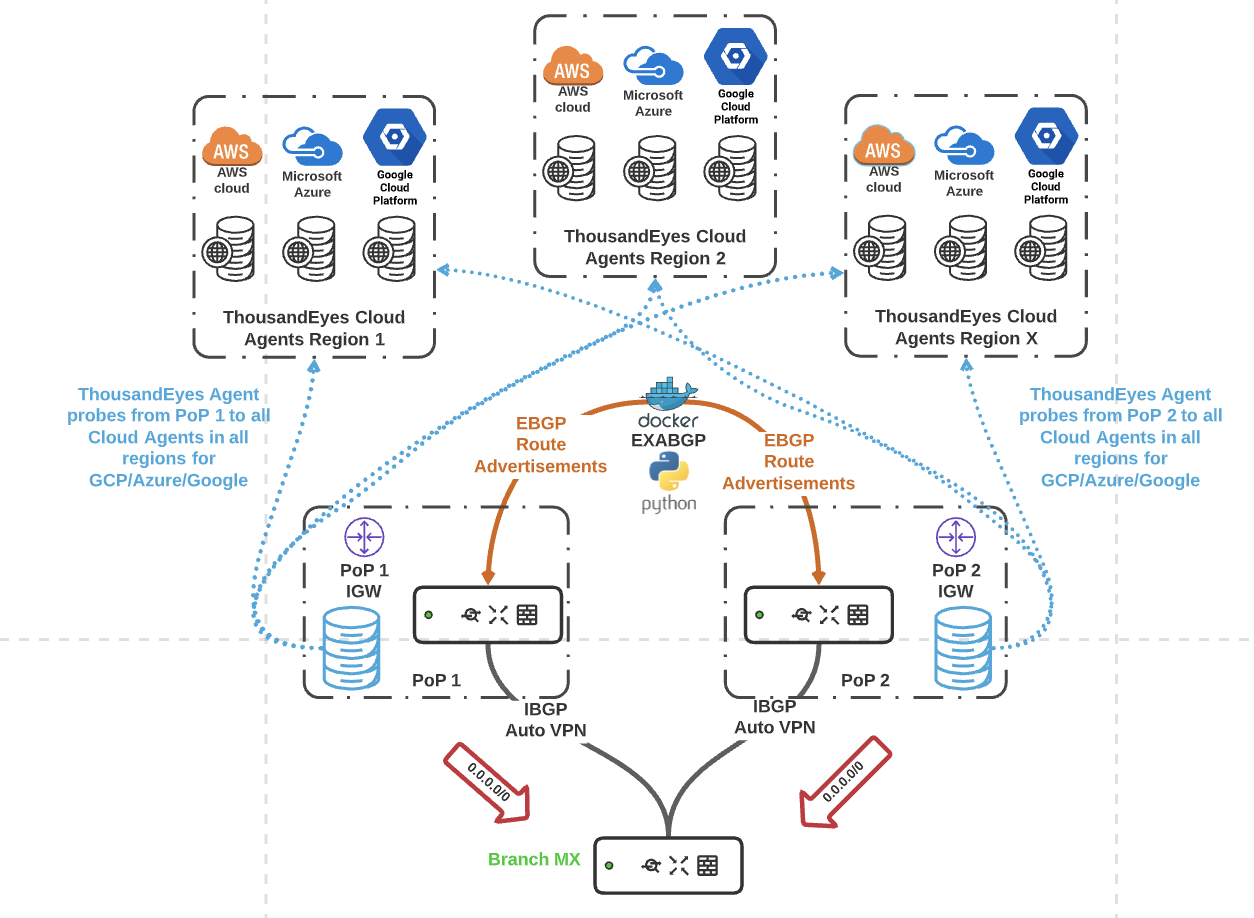 AWS
AWS
cloud
Microsoft
Azure
Google
Cloud
Platform
ThousandEyes Cloud
Agents Region 2
AWS
AWS
cloud
Microsoft
Azure
Google
Cloud
Platform
ThousandEyes Cloud
Agents Region 1
AWS
AWS
cloud
Microsoft
Azure
Google
Cloud
Platform
ThousandEyes Cloud
Agents Region X
ThousandEyes Agent
probes from PoP 1 to all
Cloud Agents in all
regions for
GCP/Azure/Google
EBGP
Route
Advertisements
docker
EXABGP
python
EBGP
Route
Advertisements
ThousandEyes Agent
probes from PoP 2 to all
Cloud Agents in all
regions for
GCP/Azure/Google
PoP 1
IGW
PoP 1
PoP 2
IGW
PoP 2
IBGP
Auto VPN
IBGP
Auto VPN
0.0.0.0/0
0.0.0.0/0
Branch MX